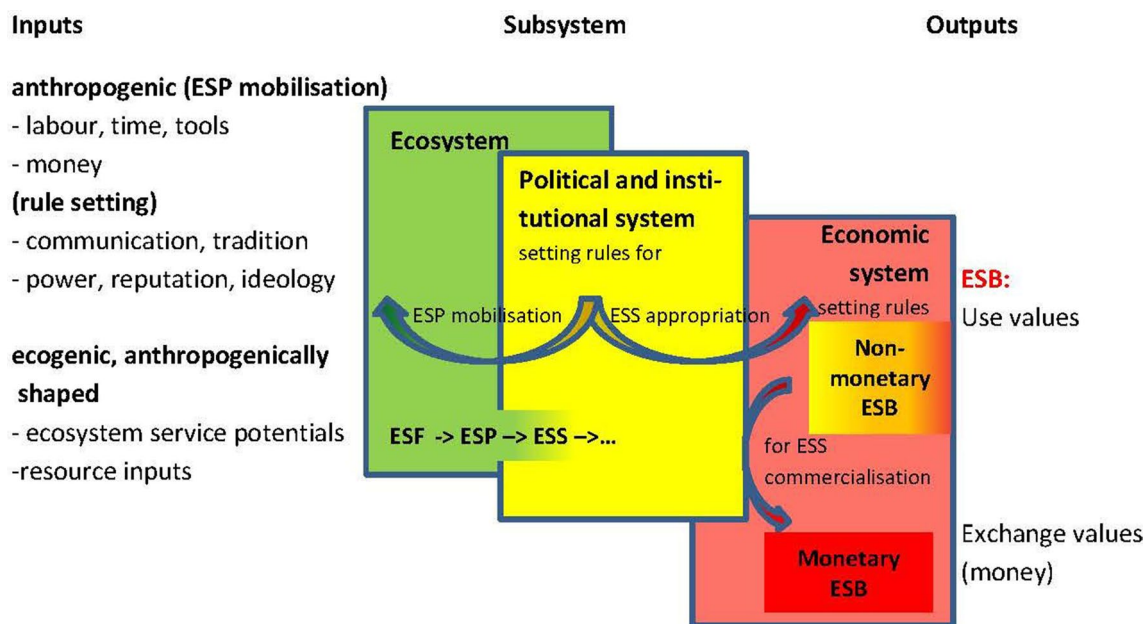 Inputs
Subsystem
Outputs
anthropogenic (ESP mobilisation)
- labour, time, tools
- money
(rule setting)
- communication, tradition
- power, reputation, ideology
ecogenic, anthropogenically
shaped
- ecosystem service potentials
-resource inputs
Ecosystem
Political and insti-
tutional system
setting rules for
ESP mobilisation
ESS appropriation
ESF -> ESP –> ESS –>...
Economic
system
setting rules
Non-
monetary
ESB
for ESS
commercialisation
Monetary
ESB
ESB:
Use values
Exchange values
(money)